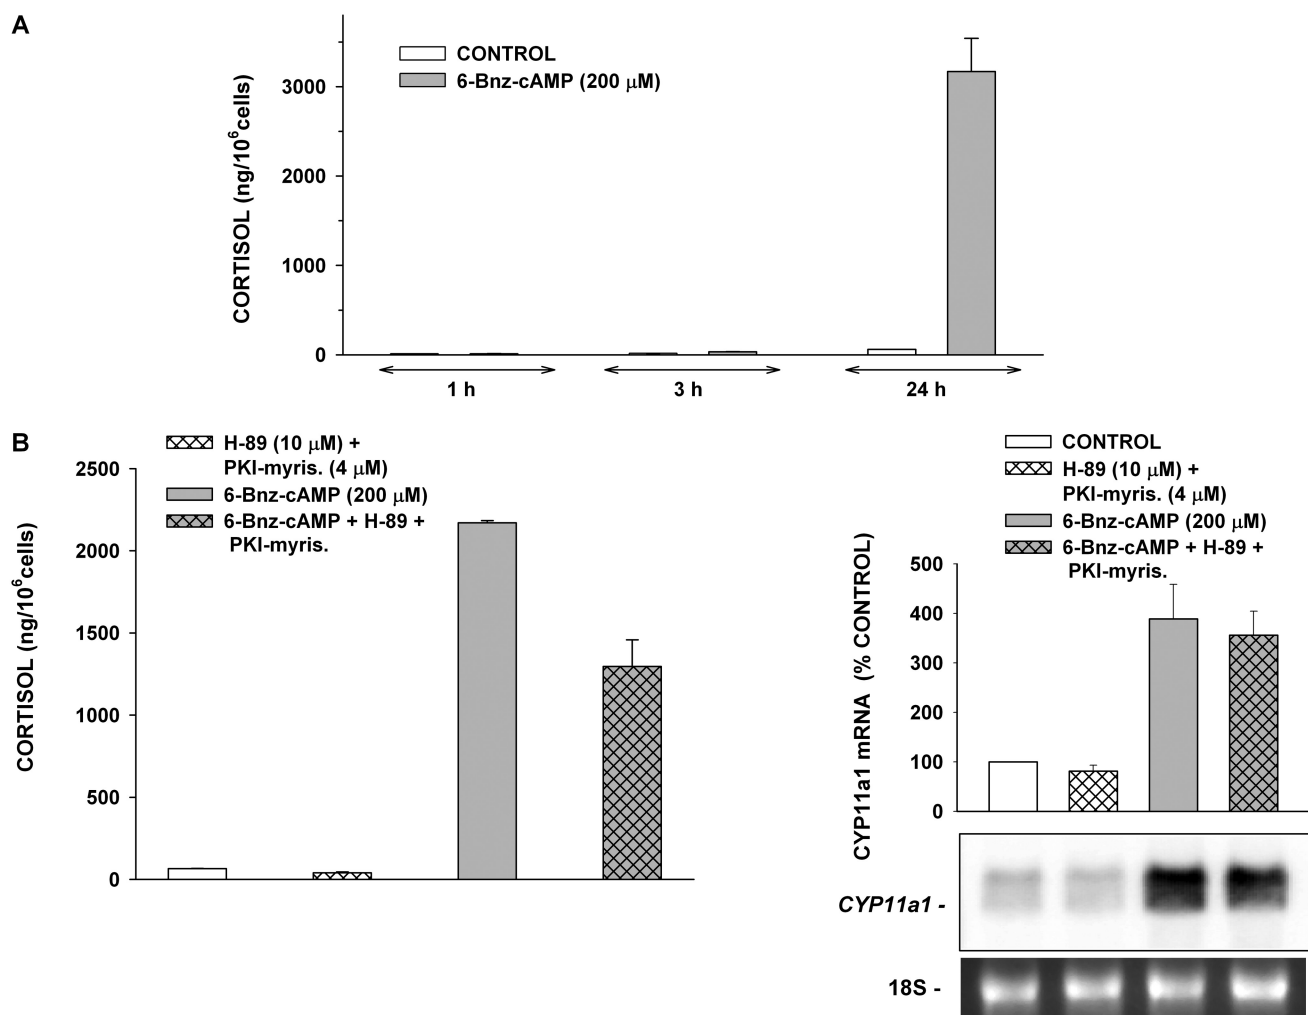 A
CORTISOL (ng/10⁶cells)
3000
2000
1000
0
CONTROL
6-Bnz-cAMP (200 μM)
1 h
3 h
24 h
B
CORTISOL (ng/10⁶cells)
2500
2000
1500
1000
500
0
H-89 (10 μM) +
PKI-myris. (4 μM)
6-Bnz-cAMP (200 μM)
6-Bnz-cAMP + H-89 +
PKI-myris.
CONTROL
H-89 (10 μM) +
PKI-myris. (4 μM)
6-Bnz-cAMP (200 μM)
6-Bnz-cAMP + H-89 +
PKI-myris.
CYP11a1 mRNA (% CONTROL)
500
400
300
200
100
0
CYP11a1 -
18S -